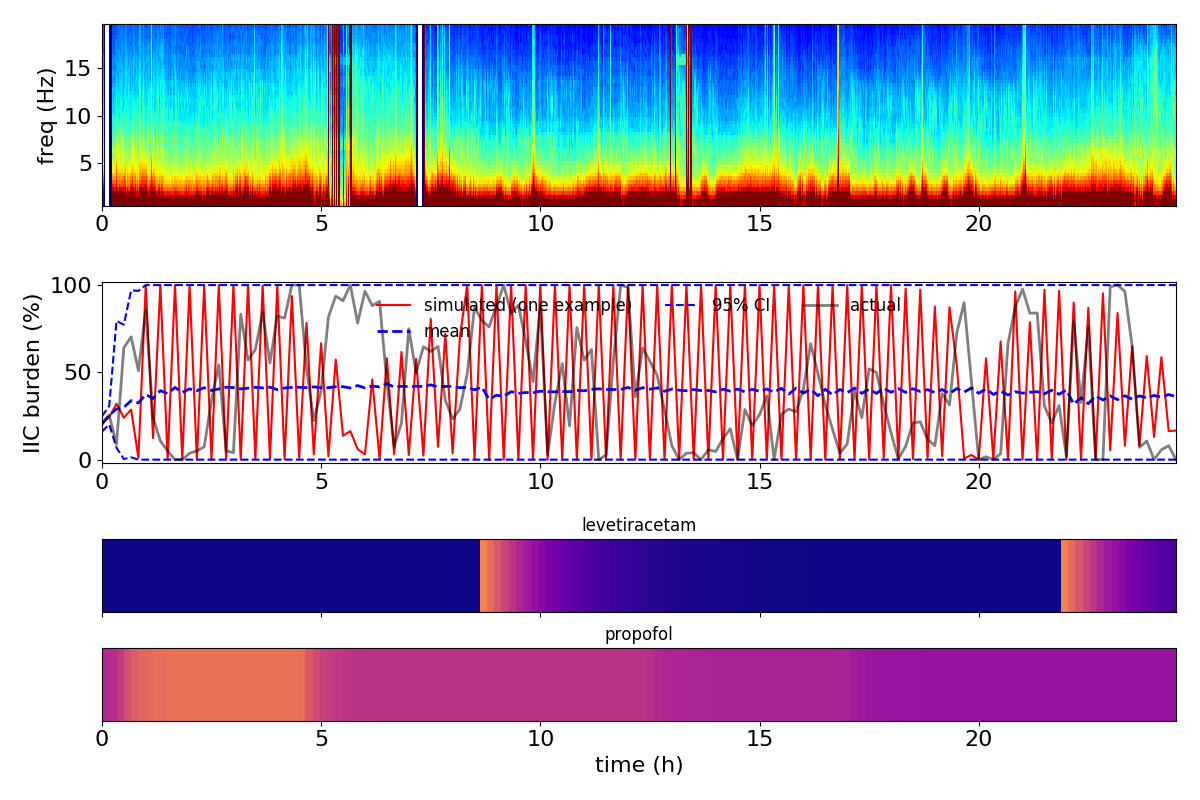 freq (Hz)
15
10
5
0 5 10 15 20
IIC burden (%)
100
50
0
simulated (one example) 95% CI actual
mean
0 5 10 15 20
levetiracetam
propofol
0 5 10 15 20
time (h)